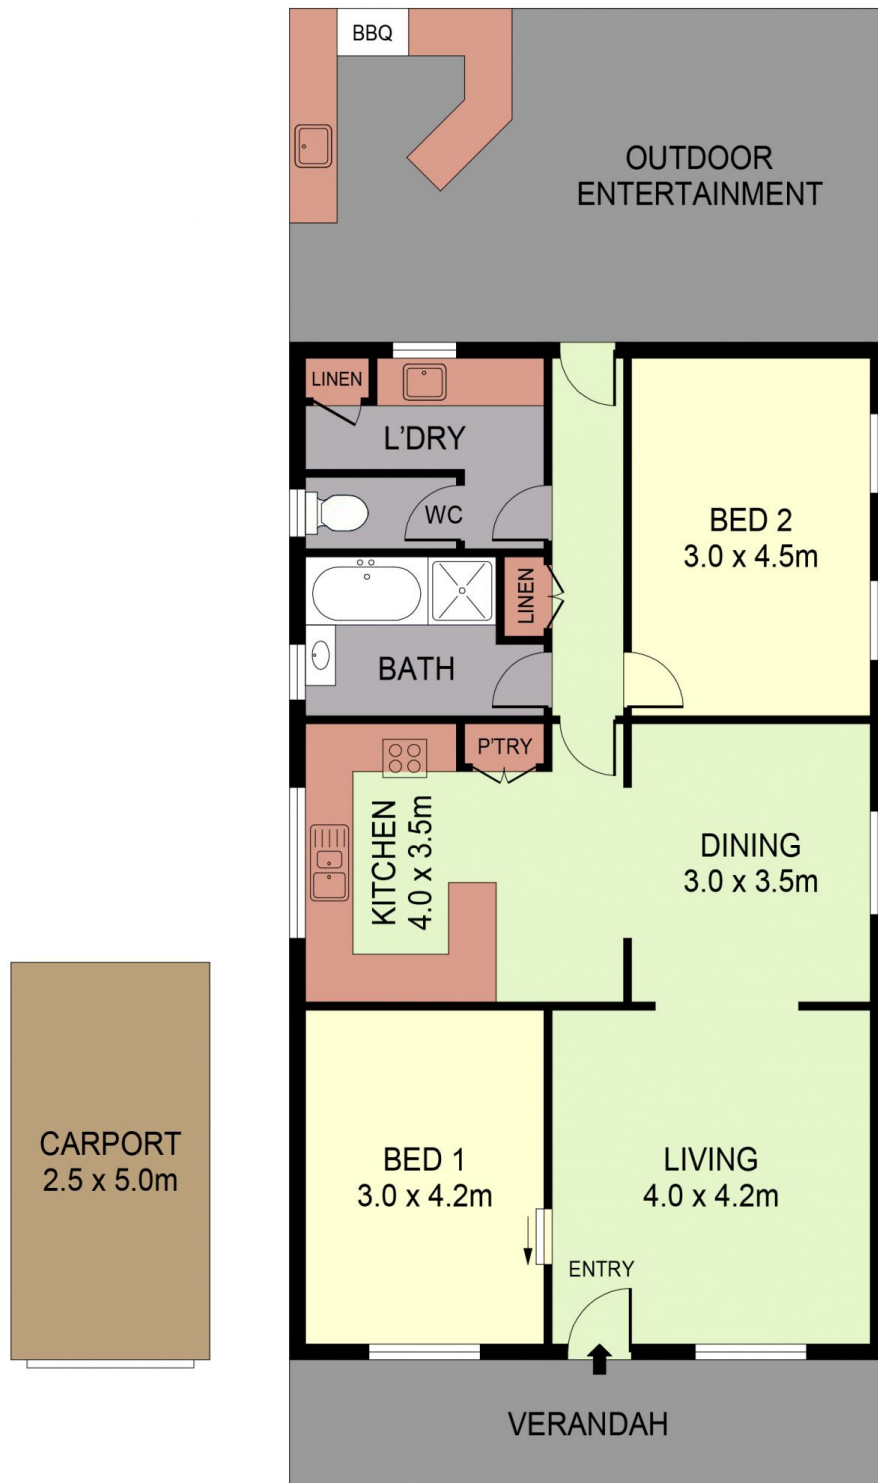 BBQ
OUTDOOR
ENTERTAINMENT
LINEN
L'DRY
WC
BED 2
3.0 x 4.5m
LINEN
BATH
P'TRY
KITCHEN
4.0 x 3.5m
DINING
3.0 x 3.5m
CARPORT
2.5 x 5.0m
BED 1
3.0 x 4.2m
LIVING
4.0 x 4.2m
ENTRY
VERANDAH